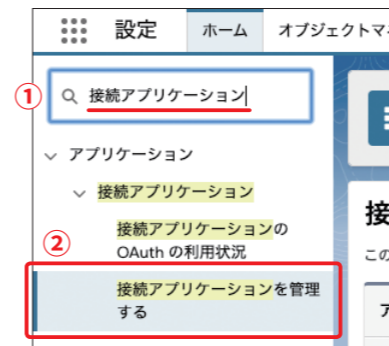 設定 ホーム オブジェクトマ
① 接続アプリケーション
アプリケーション
接続アプリケーション
接続アプリケーションの
② OAuth の利用状況
接続アプリケーションを管理
する
接
この